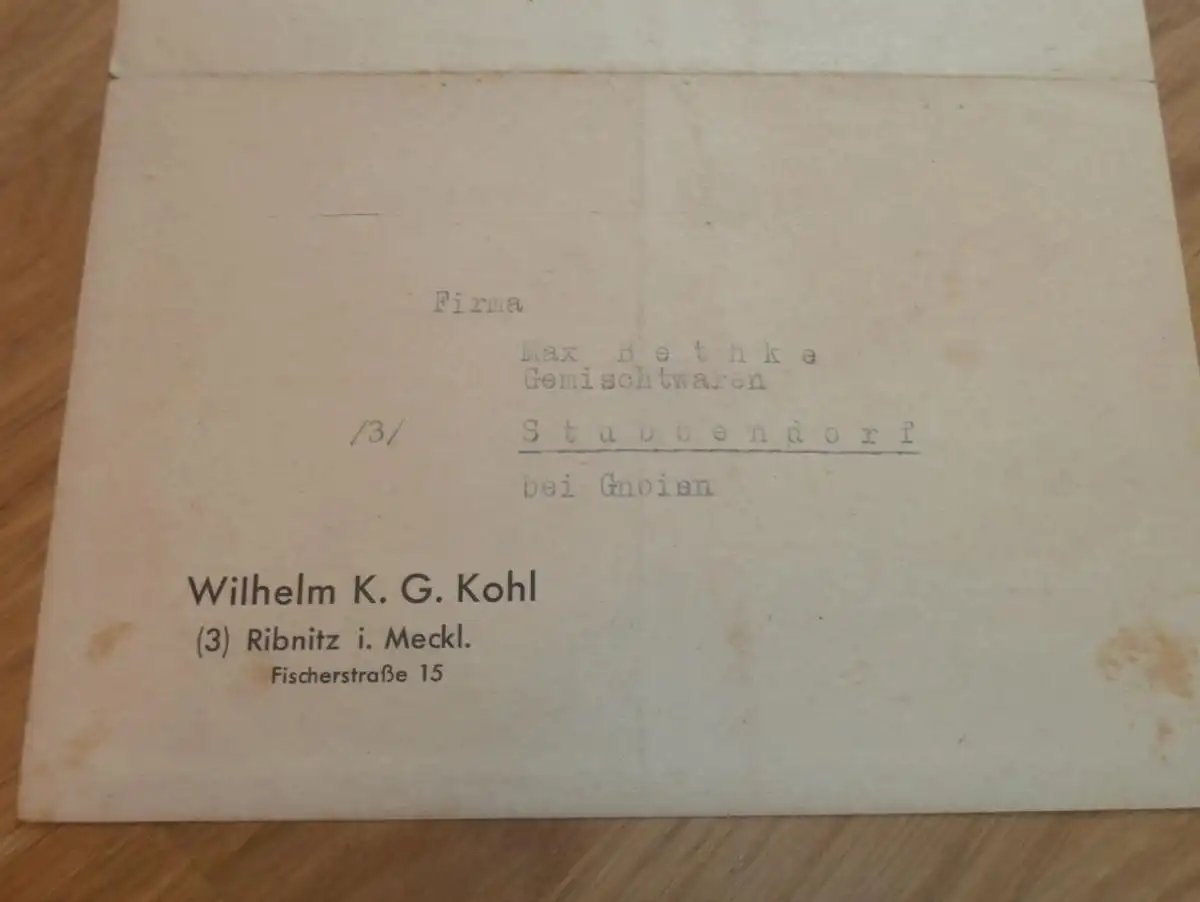 Firma
Max Bethke
Gemischtwaren
/3/ Stubbendorf
bei Gnoien
Wilhelm K. G. Kohl
(3) Ribnitz i. Meckl.
Fischerstraße 15